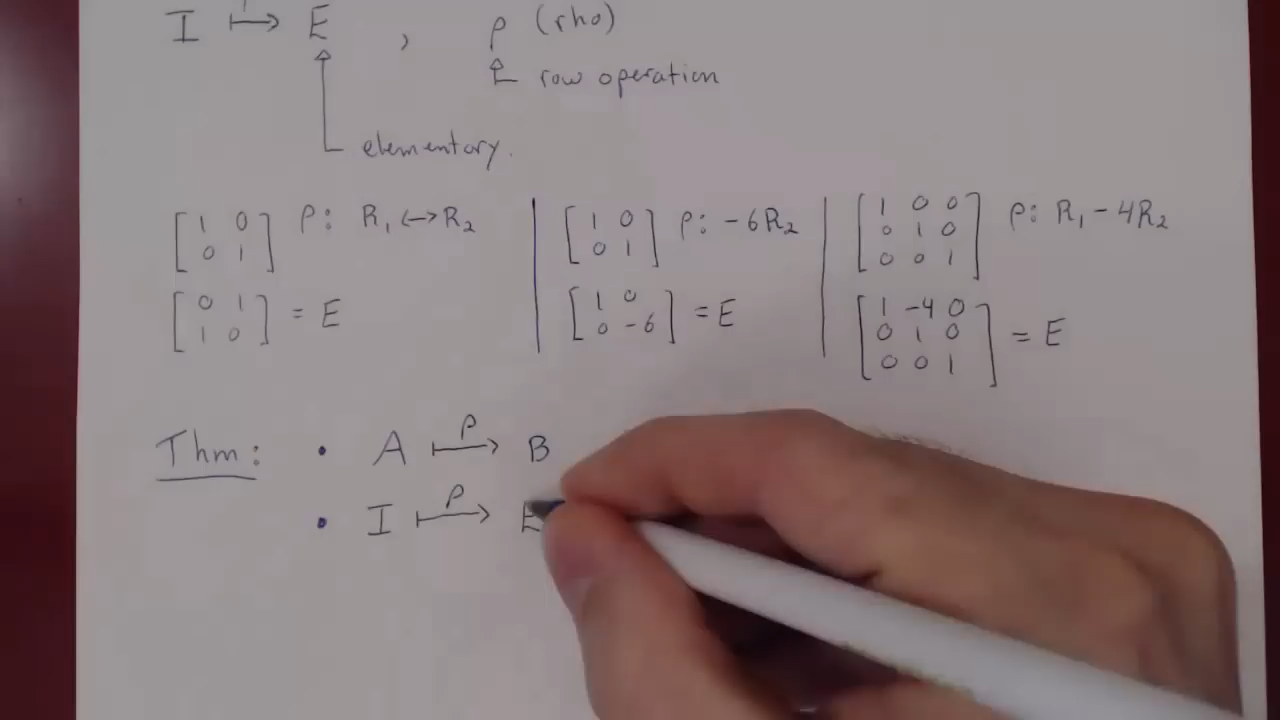 I ↦ E , ρ (rho)
row operation
elementary.
[1 0 0 1] ρ: R₁ ↔ R₂
[0 1 1 0] = E
[1 0 0 1] ρ: -6R₂
[1 0 0 -6] = E
[1 0 0 0 1 0 0 0 1] ρ: R₁ - 4R₂
[1 -4 0 0 1 0 0 0 1] = E
Thm: • A ↦ρ B
• I ↦ρ E